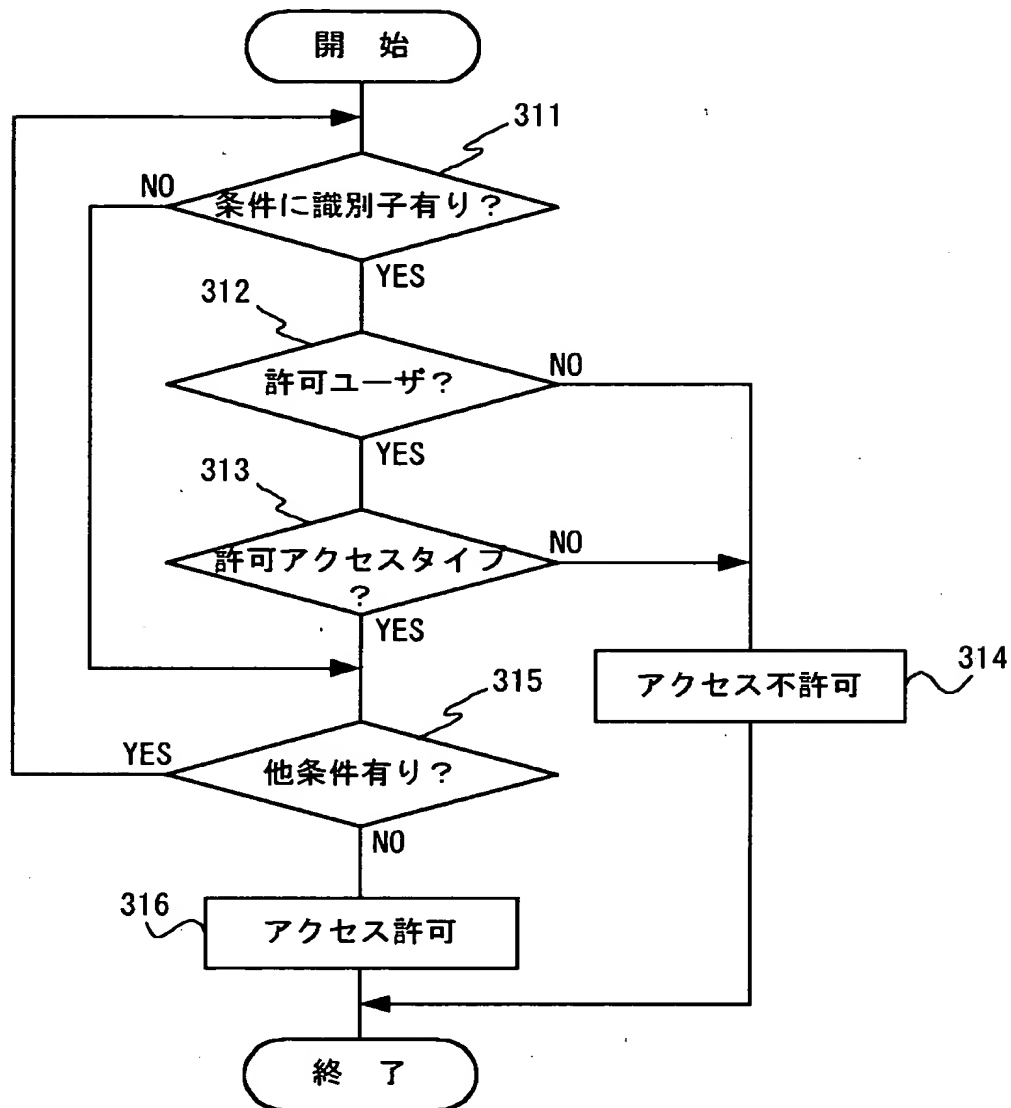 開 始
311
NO
条件に識別子有り?
YES
312
NO
許可ユーザ?
YES
313
NO
許可アクセスタイプ
?
YES
314
アクセス不許可
315
YES
他条件有り?
NO
316
アクセス許可
終 了